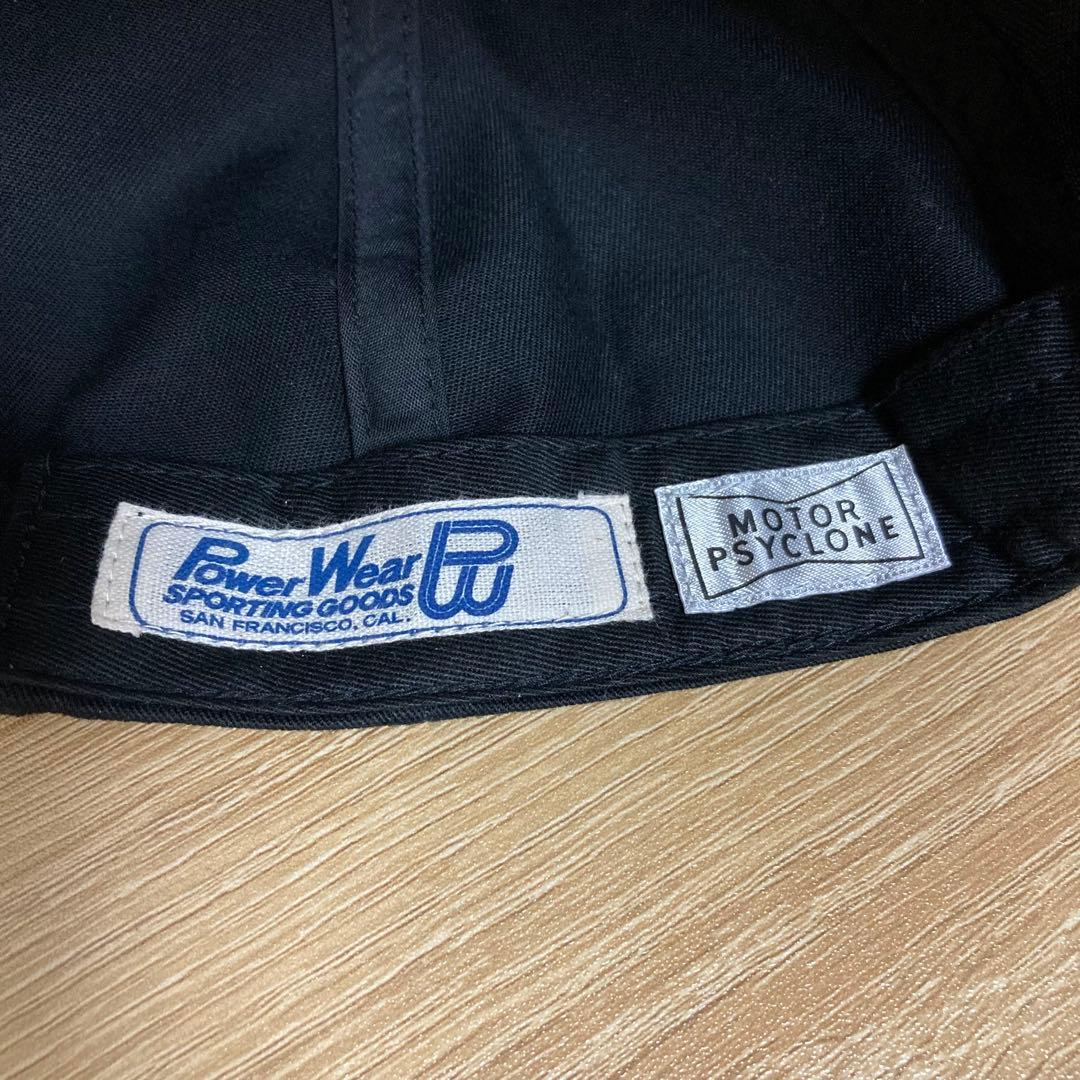 Power Wear
SPORTING GOODS
SAN FRANCISCO, CAL.
PW
MOTOR
PSYCLONE